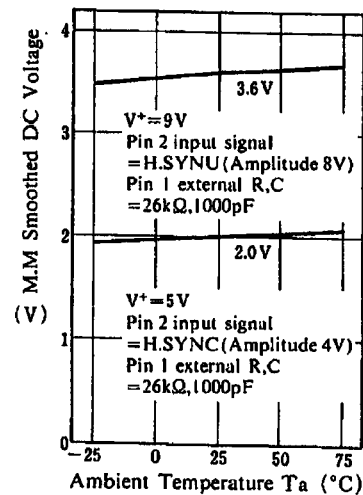 4
3
2
1
0
M.M Smoothed DC Voltage
(V)
3.6V
V+=9V
Pin 2 input signal
=H.SYNU(Amplitude 8V)
Pin 1 external R,C
=26kΩ,1000pF
2.0V
V+=5V
Pin 2 input signal
=H.SYNC(Amplitude 4V)
Pin 1 external R,C
=26kΩ,1000pF
-25 0 25 50 75
Ambient Temperature Ta (°C)